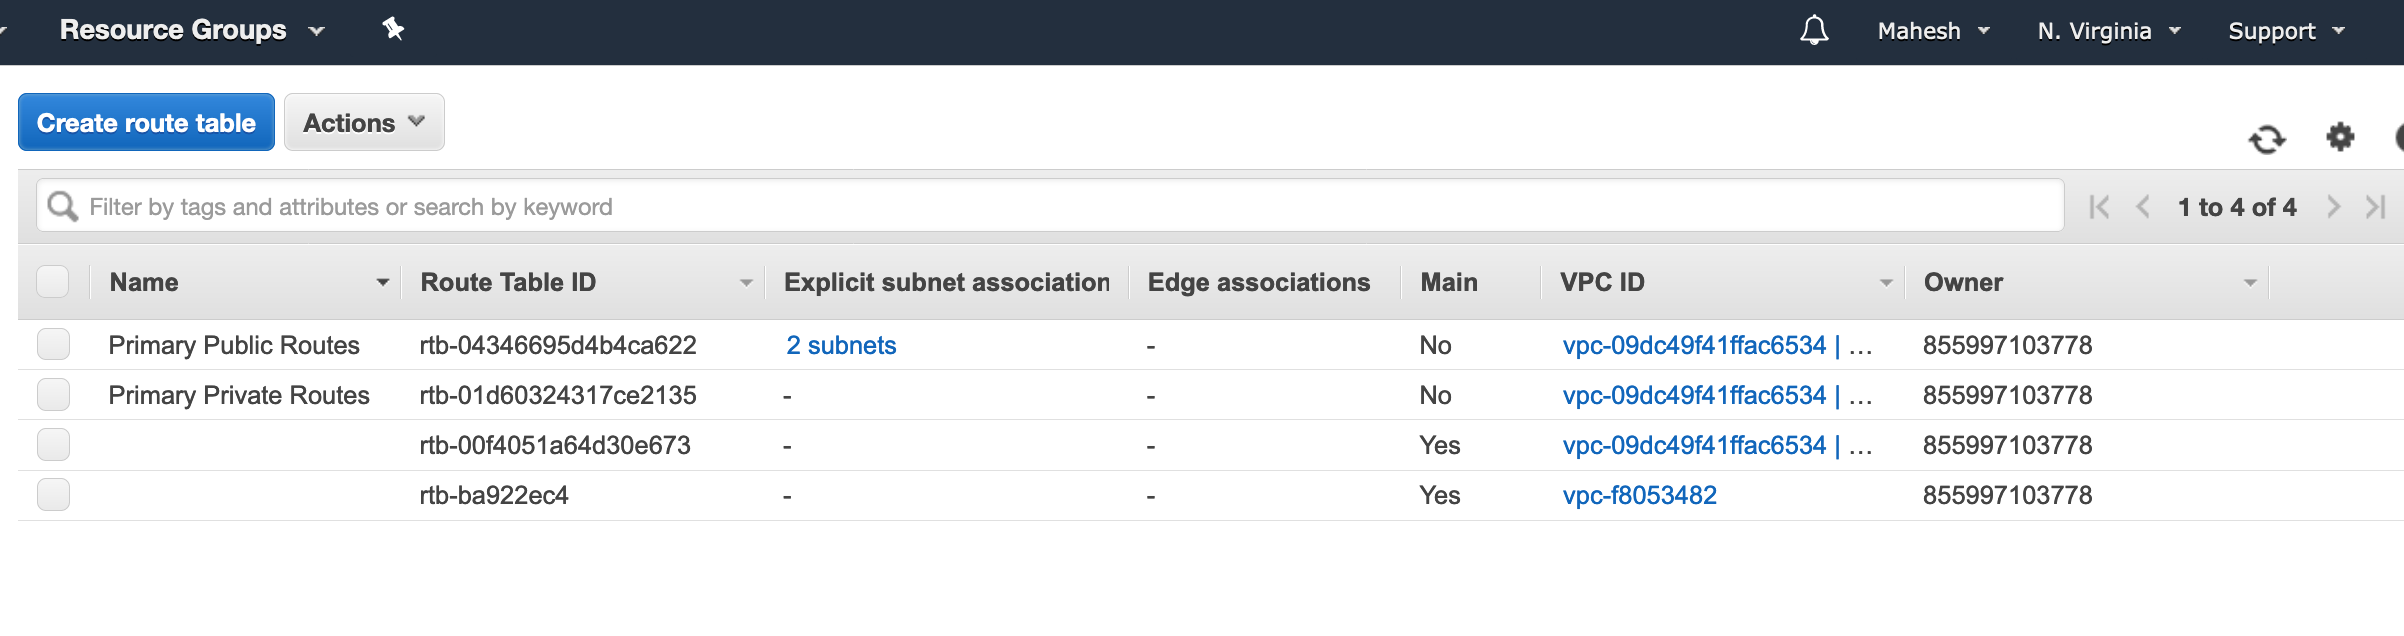 Resource Groups Mahesh N. Virginia Support
Create route table Actions
Filter by tags and attributes or search by keyword 1 to 4 of 4
Name Route Table ID Explicit subnet association Edge associations Main VPC ID Owner
Primary Public Routes rtb-04346695d4b4ca622 2 subnets - No vpc-09dc49f41ffac6534 | ... 855997103778
Primary Private Routes rtb-01d60324317ce2135 - - No vpc-09dc49f41ffac6534 | ... 855997103778
rtb-00f4051a64d30e673 - - Yes vpc-09dc49f41ffac6534 | ... 855997103778
rtb-ba922ec4 - - Yes vpc-f8053482 855997103778